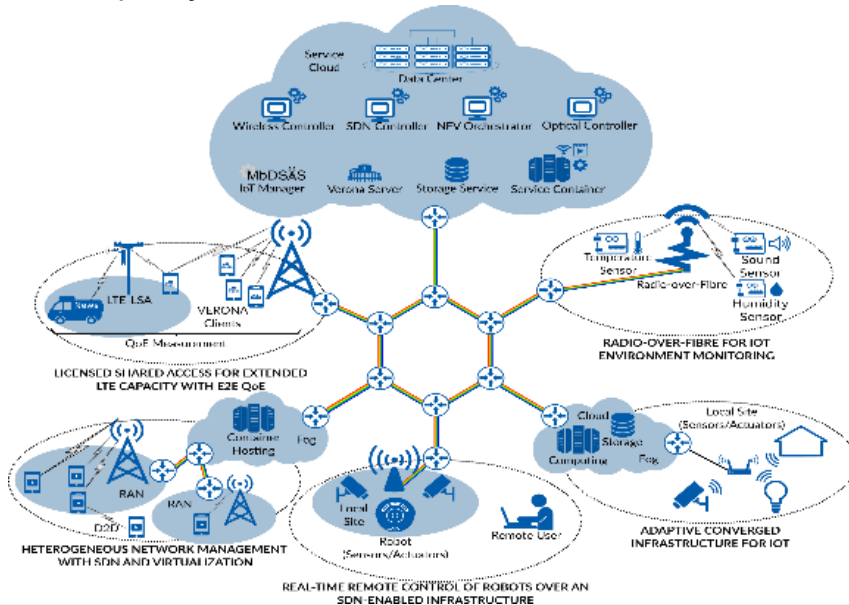 Service
Cloud
Data Center
Wireless Controller
SDN Controller
NFV Orchestrator
Optical Controller
MbDSÄS
IoT Manager
Verona Server
Storage Service
Service Container
LTE LSA
News
VERONA
Clients
QoE Measurement
LICENSED SHARED ACCESS FOR EXTENDED
LTE CAPACITY WITH E2E QoE
Temperature
Sensor
Sound
Sensor
Radio-over-Fibre
Humidity
Sensor
RADIO-OVER-FIBRE FOR IOT
ENVIRONMENT MONITORING
Container
Hosting
Fog
RAN
RAN
D2D
HETEROGENEOUS NETWORK MANAGEMENT
WITH SDN AND VIRTUALIZATION
Local
Site
Robot
(Sensors/Actuators)
Remote User
REAL-TIME REMOTE CONTROL OF ROBOTS OVER AN
SDN-ENABLED INFRASTRUCTURE
Cloud
Storage
Computing
Fog
Local Site
(Sensors/Actuators)
ADAPTIVE CONVERGED
INFRASTRUCTURE FOR IOT